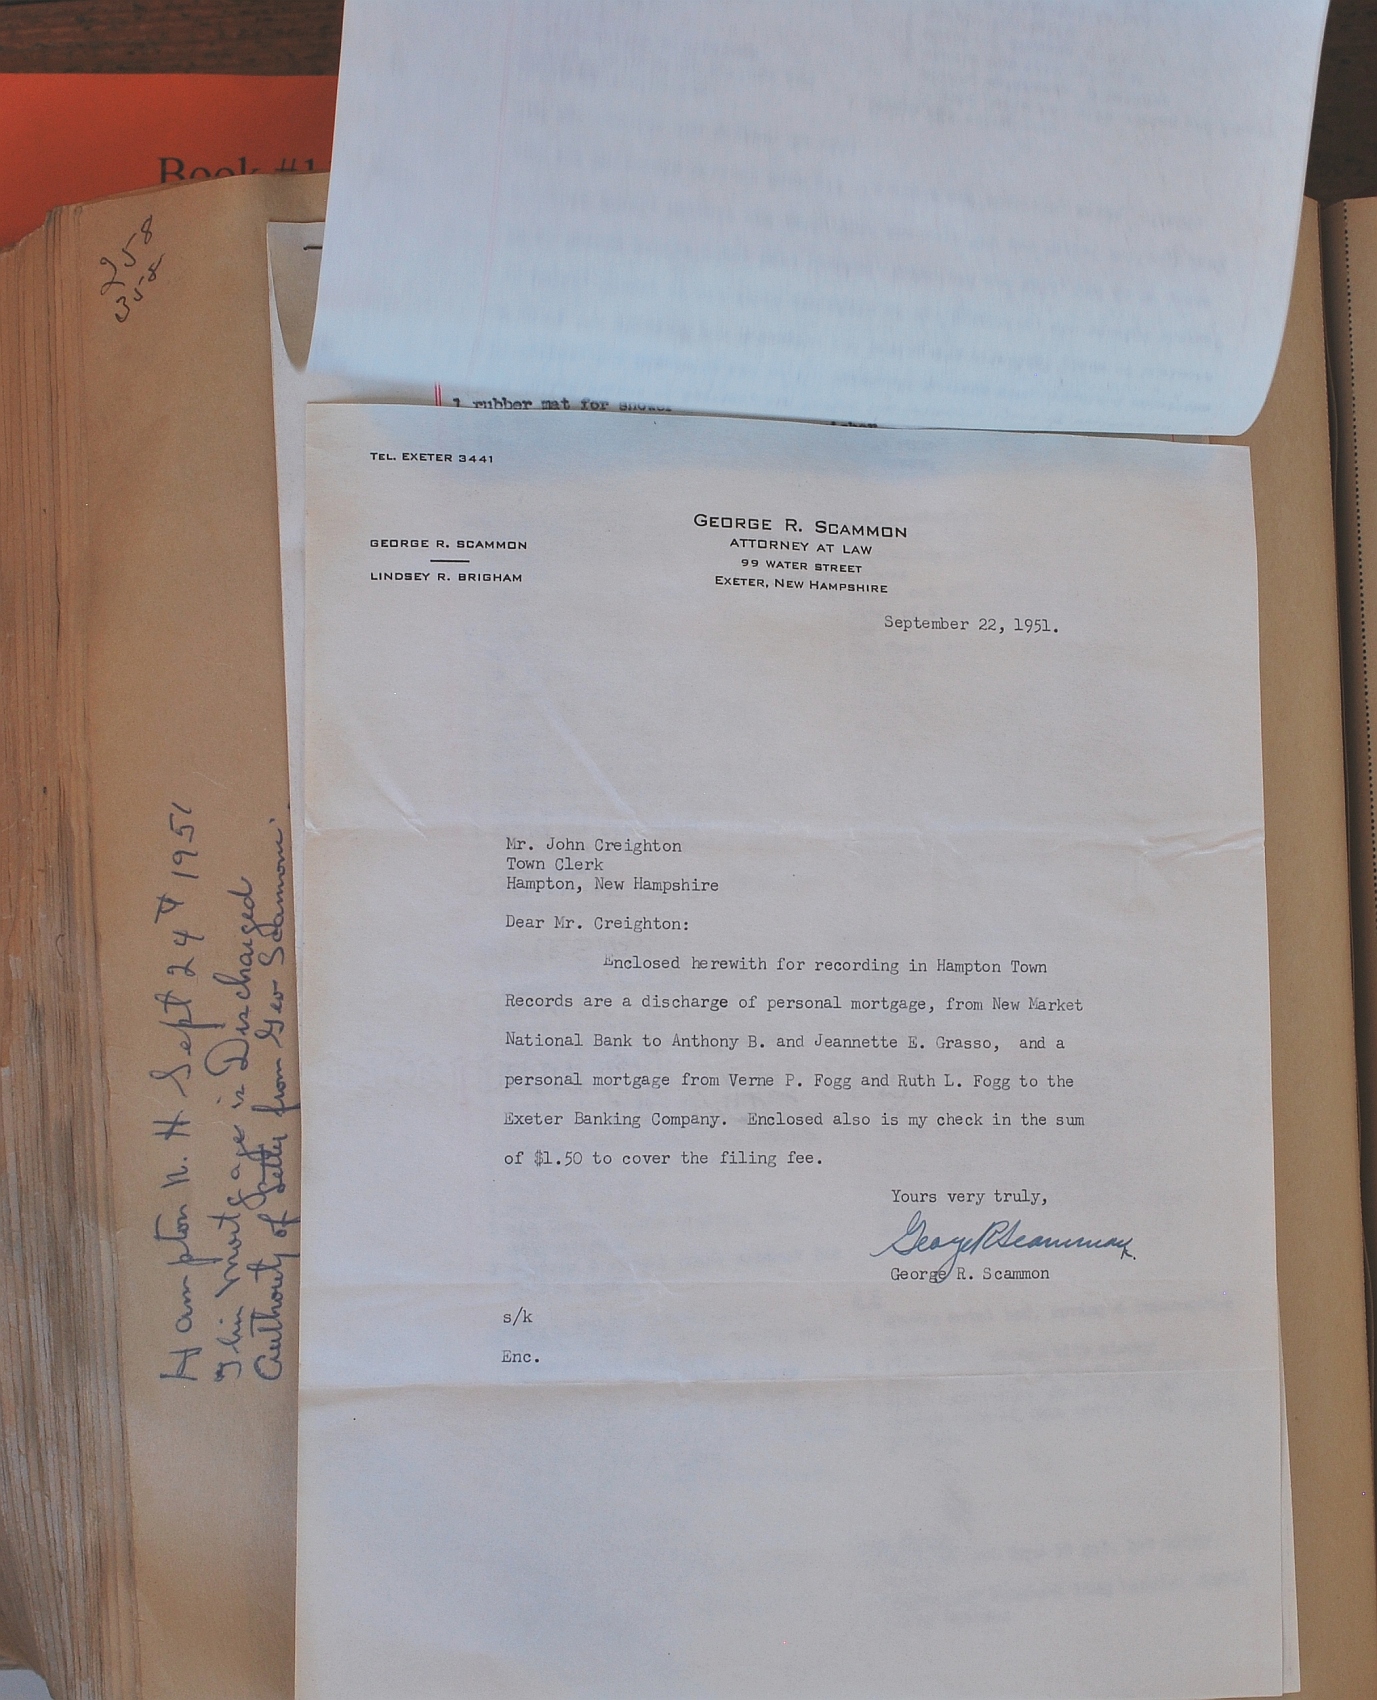 Book #1
258
358
1 rubber mat for shower
TEL. EXETER 3441
GEORGE R. SCAMMON
LINDSEY R. BRIGHAM
GEORGE R. SCAMMON
ATTORNEY AT LAW
99 WATER STREET
EXETER, NEW HAMPSHIRE
September 22, 1951.
Mr. John Creighton
Town Clerk
Hampton, New Hampshire
Dear Mr. Creighton:
Enclosed herewith for recording in Hampton Town
Records are a discharge of personal mortgage, from New Market
National Bank to Anthony B. and Jeannette E. Grasso, and a
personal mortgage from Verne P. Fogg and Ruth L. Fogg to the
Exeter Banking Company. Enclosed also is my check in the sum
of $1.50 to cover the filing fee.
Yours very truly,
George R Scammon
George R. Scammon
s/k
Enc.
Hampton N. H Sept 24 1951
This Mortgage is Discharged
Authority of Letter from Geo Scammon